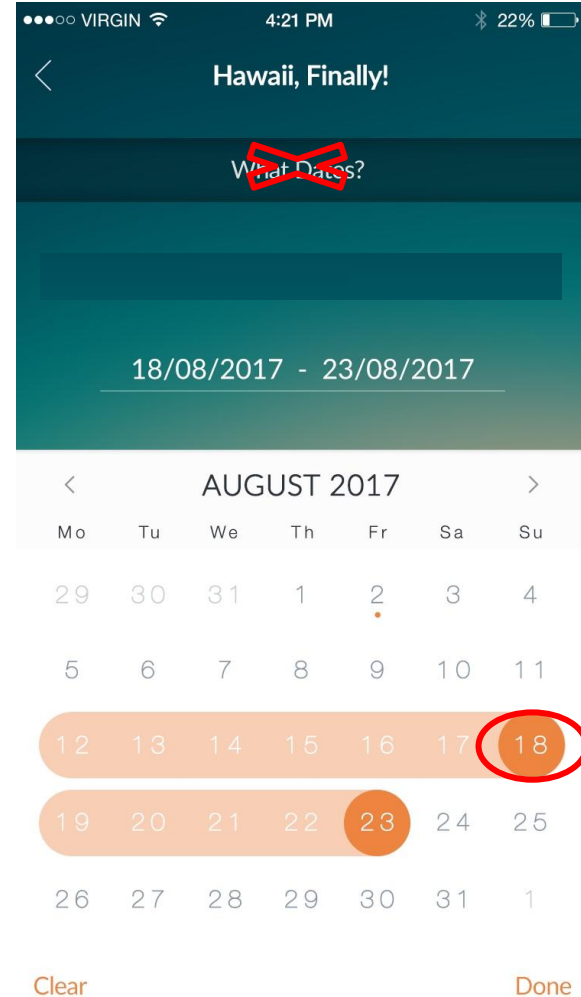 VIRGIN 4:21 PM 22%
Hawaii, Finally!
What Dates?
18/08/2017 - 23/08/2017
< AUGUST 2017 >
Mo Tu We Th Fr Sa Su
29 30 31 1 2 3 4
5 6 7 8 9 10 11
12 13 14 15 16 17 18
19 20 21 22 23 24 25
26 27 28 29 30 31 1
Clear Done